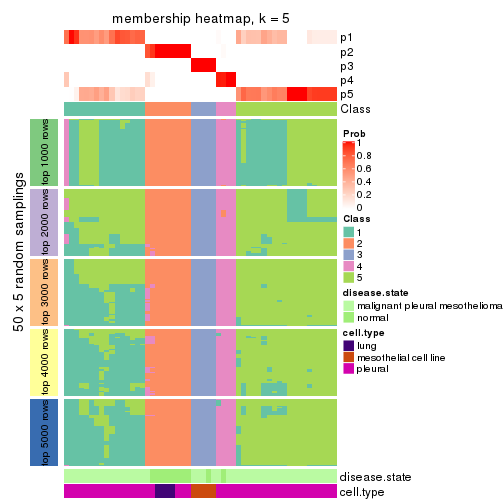 membership heatmap, k = 5
p1
p2
p3
p4
p5
Class
50 x 5 random samplings
top 1000 rows
top 2000 rows
top 3000 rows
top 4000 rows
top 5000 rows
disease.state
cell.type
Prob
1
0.8
0.6
0.4
0.2
0
Class
1
2
3
4
5
disease.state
malignant pleural mesothelioma
normal
cell.type
lung
mesothelial cell line
pleural